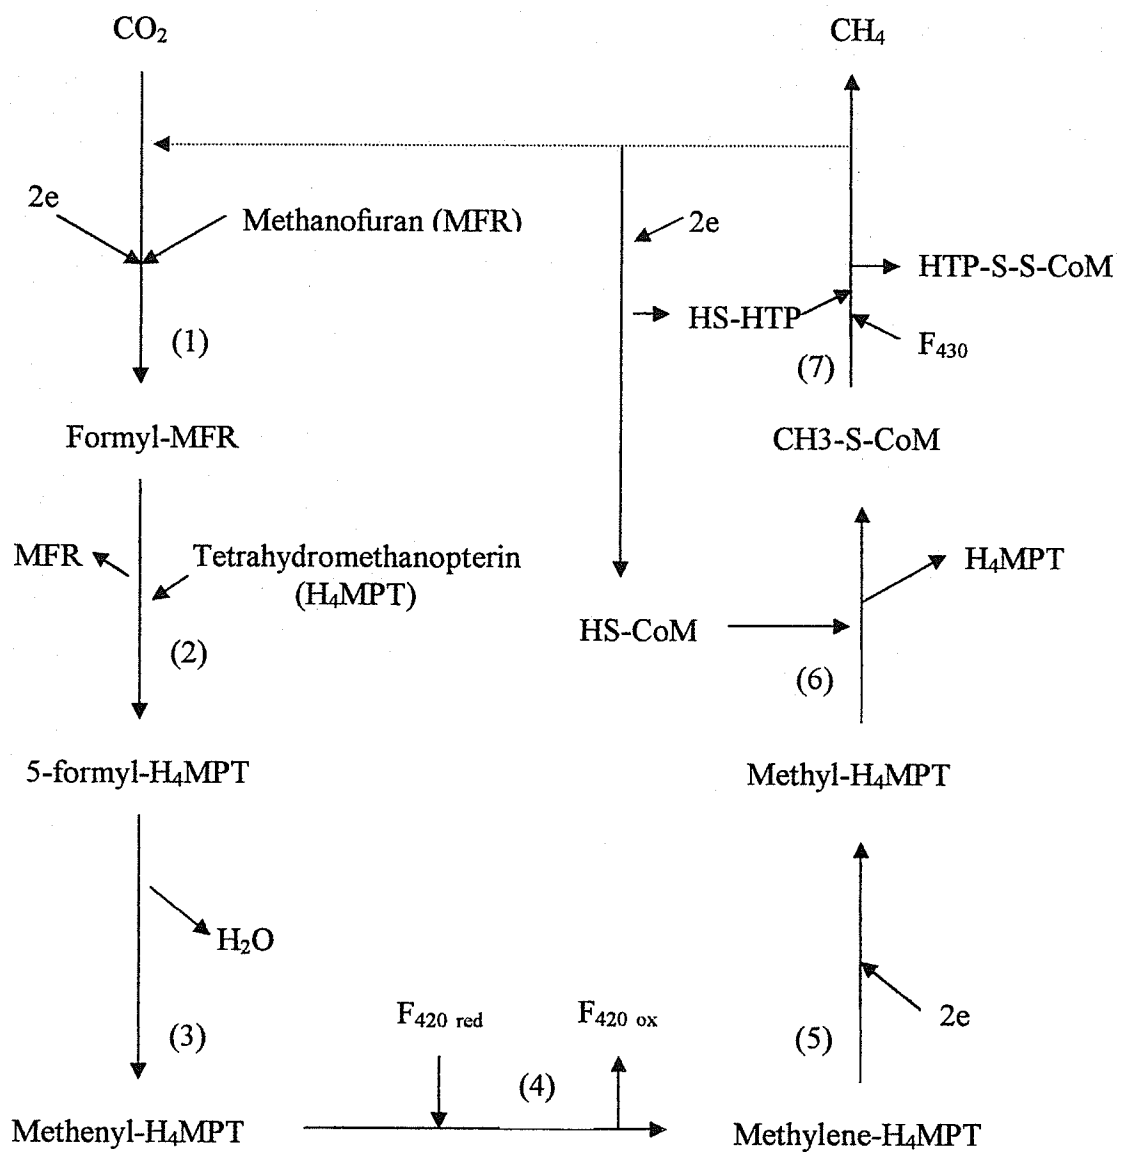 CO₂
CH₄
2e
Methanofuran (MFR)
2e
HTP-S-S-CoM
HS-HTP
F₄₃₀
(1)
(7)
Formyl-MFR
CH3-S-CoM
MFR
Tetrahydromethanopterin
(H₄MPT)
H₄MPT
HS-CoM
(2)
(6)
5-formyl-H₄MPT
Methyl-H₄MPT
H₂O
F₄₂₀ red
F₄₂₀ ox
2e
(3)
(4)
(5)
Methenyl-H₄MPT
Methylene-H₄MPT